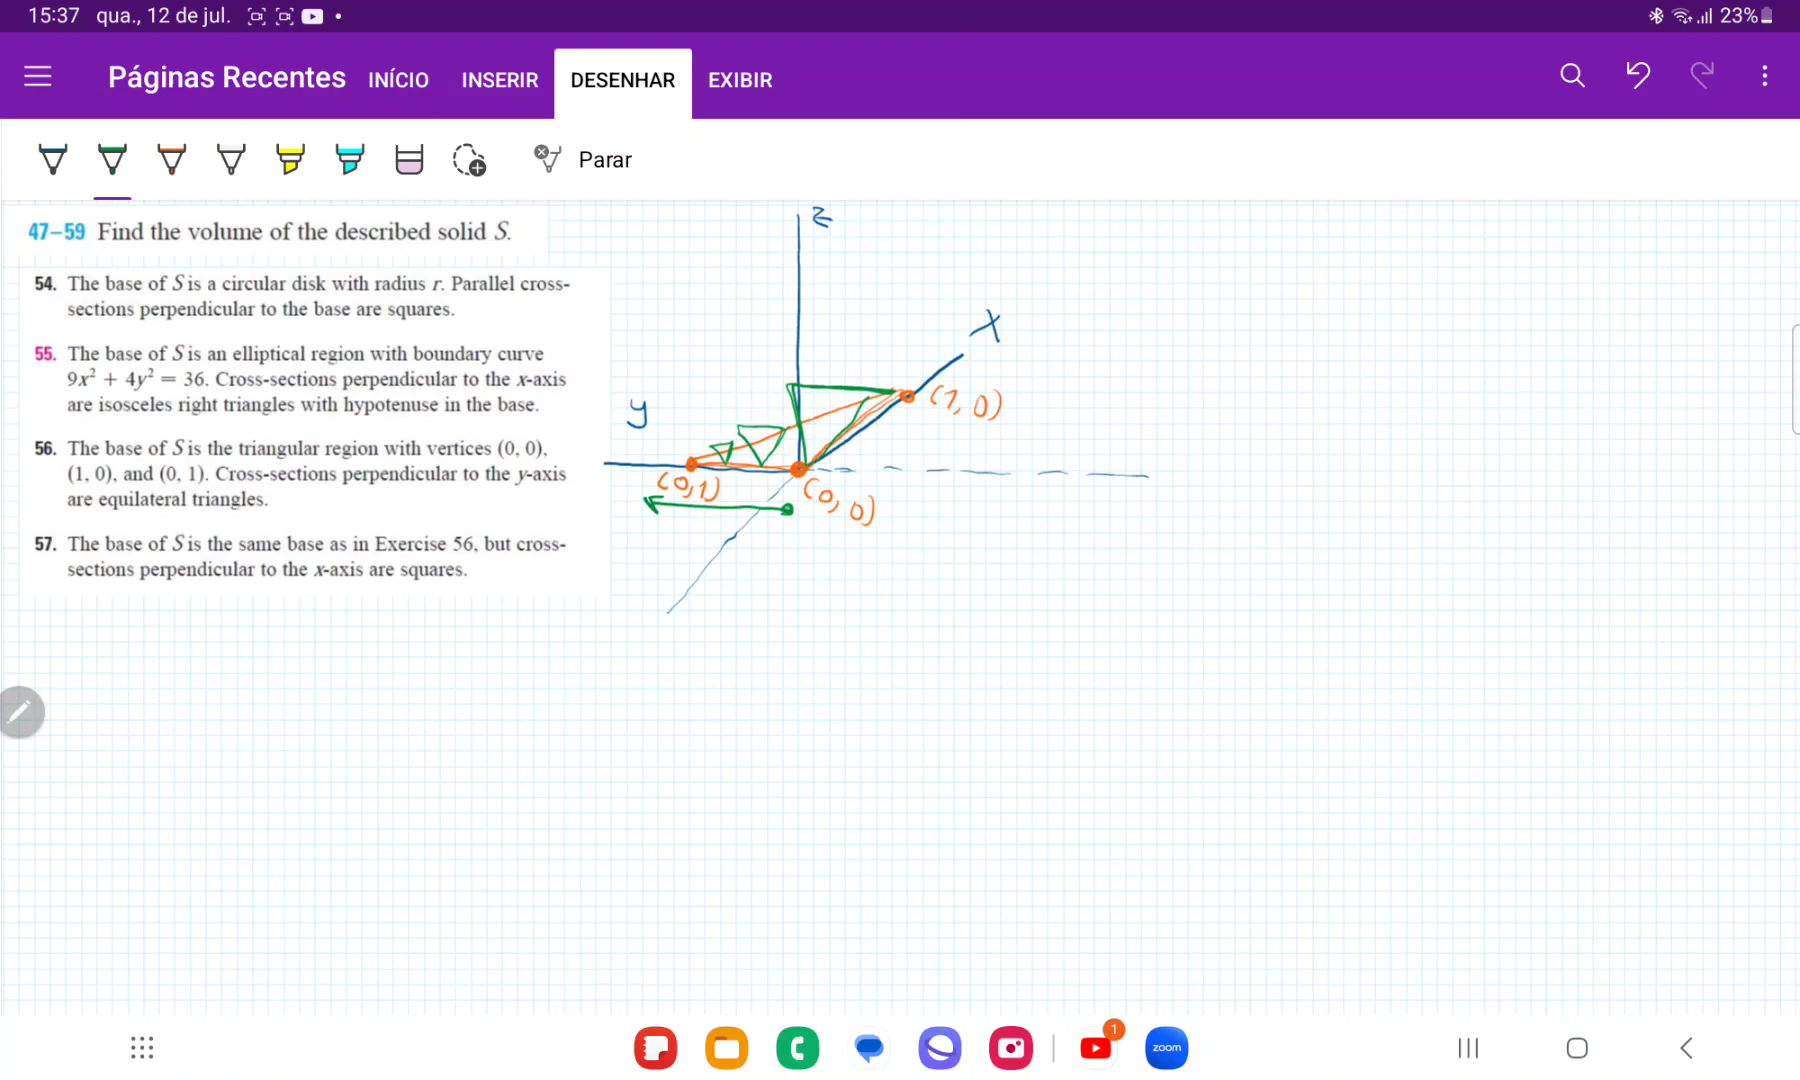 15:37 qua., 12 de jul. 23%
Páginas Recentes INÍCIO INSERIR DESENHAR EXIBIR
Parar
47–59 Find the volume of the described solid S.
54. The base of S is a circular disk with radius r. Parallel cross-
sections perpendicular to the base are squares.
55. The base of S is an elliptical region with boundary curve
9x² + 4y² = 36. Cross-sections perpendicular to the x-axis
are isosceles right triangles with hypotenuse in the base.
56. The base of S is the triangular region with vertices (0, 0),
(1, 0), and (0, 1). Cross-sections perpendicular to the y-axis
are equilateral triangles.
57. The base of S is the same base as in Exercise 56, but cross-
sections perpendicular to the x-axis are squares.
z
x
y
(1, 0)
(0,1)
(0, 0)
1
zoom